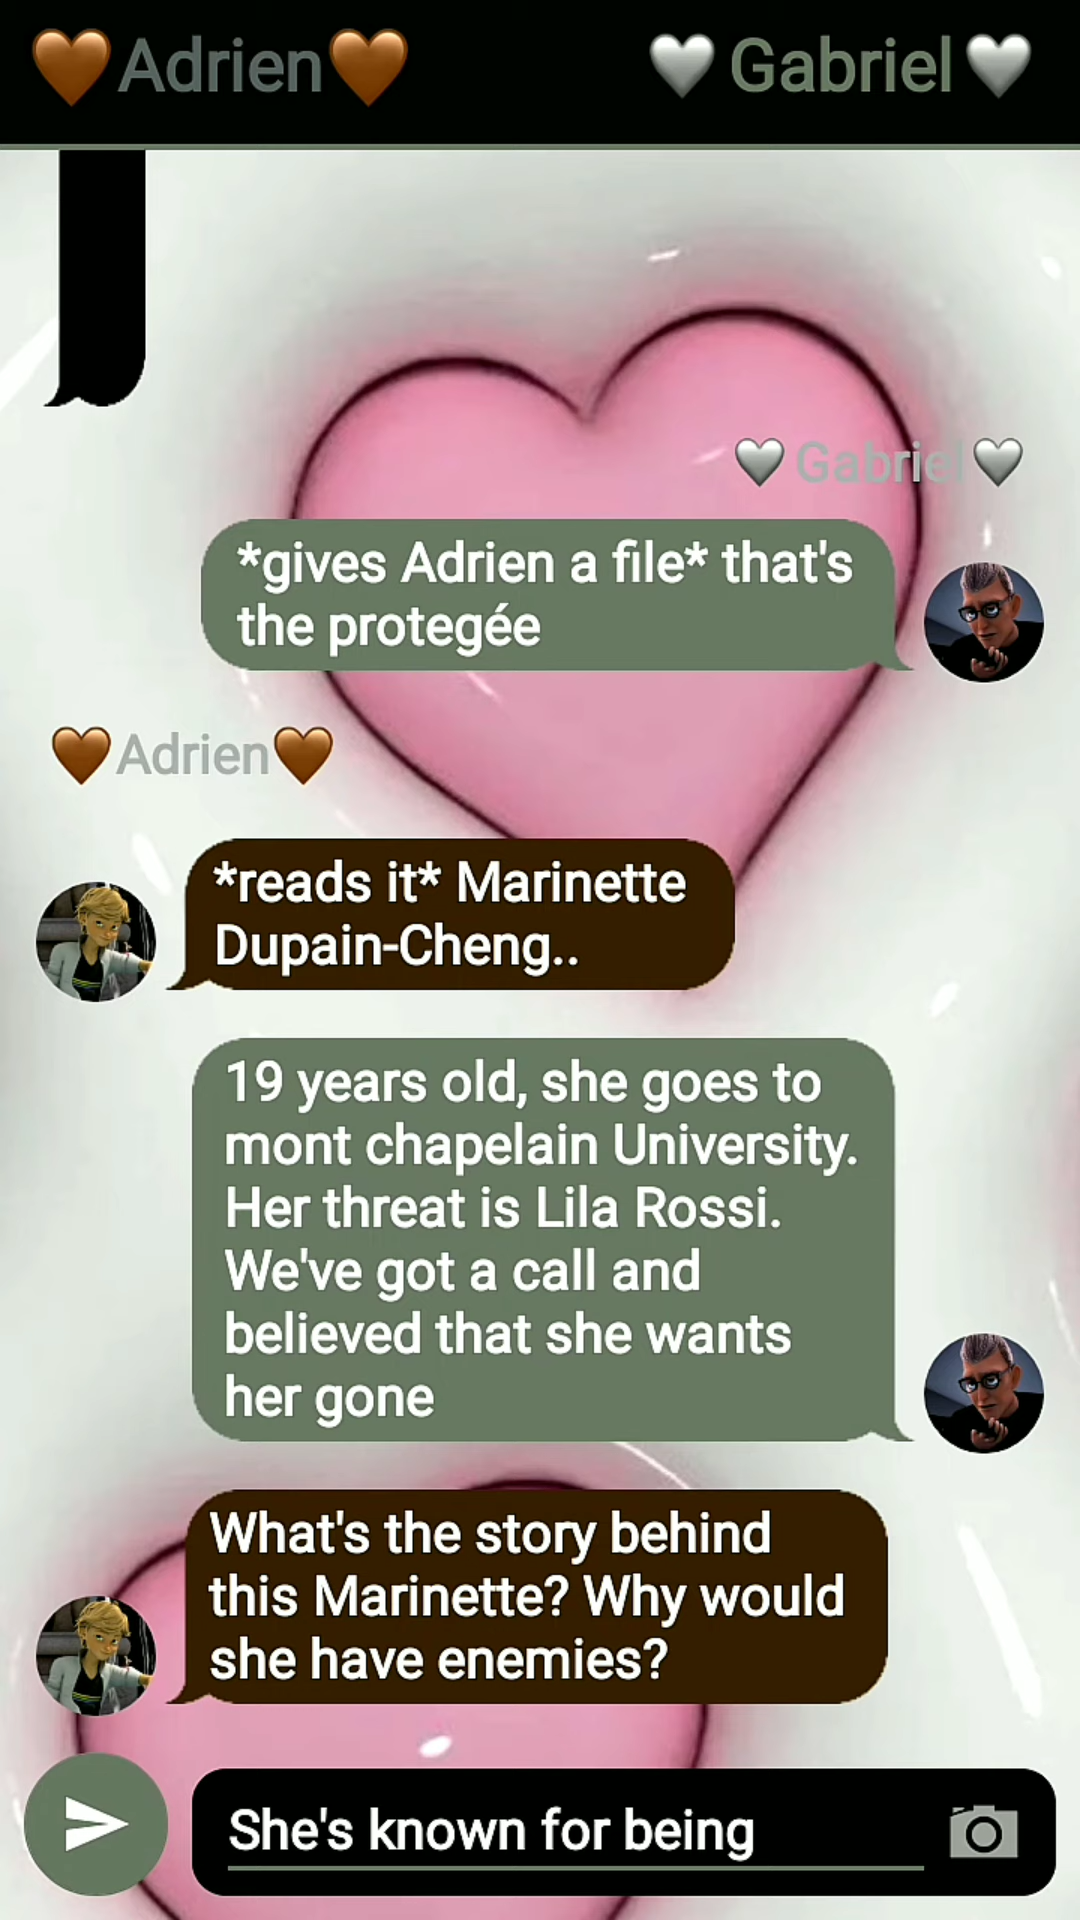 🧡Adrien🧡 🤍Gabriel🤍
🤍Gabriel🤍
*gives Adrien a file* that's
the protegée
🧡Adrien🧡
*reads it* Marinette
Dupain-Cheng..
19 years old, she goes to
mont chapelain University.
Her threat is Lila Rossi.
We've got a call and
believed that she wants
her gone
What's the story behind
this Marinette? Why would
she have enemies?
She's known for being